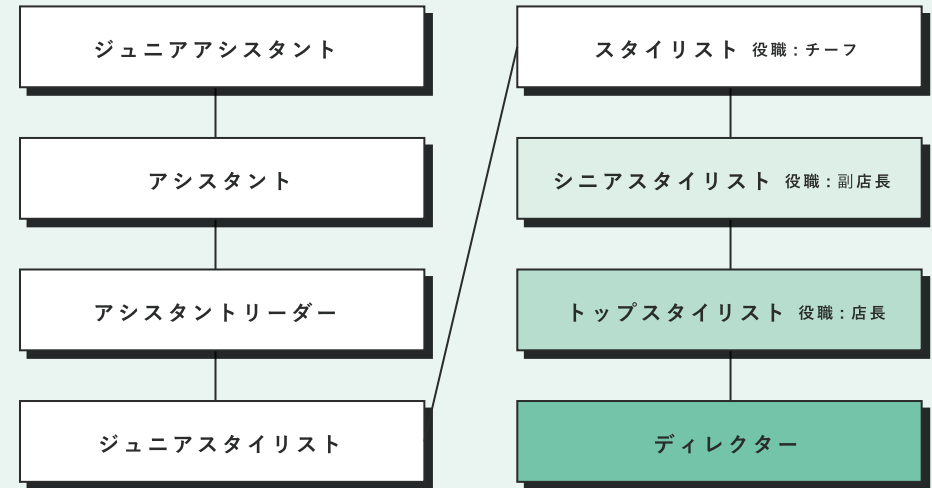 ジュニアアシスタント
アシスタント
アシスタントリーダー
ジュニアスタイリスト
スタイリスト 役職：チーフ
シニアスタイリスト 役職：副店長
トップスタイリスト 役職：店長
ディレクター